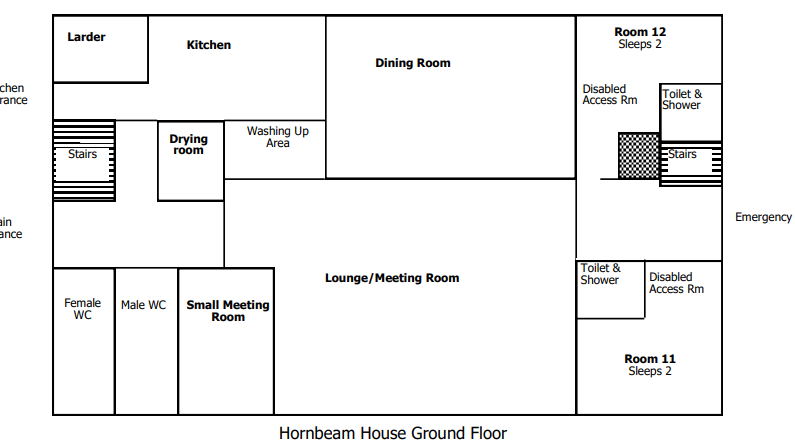 Larder
Kitchen
Dining Room
Room 12
Sleeps 2
Disabled
Access Rm
Toilet &
Shower
Stairs
Drying
room
Washing Up
Area
Stairs
Emergency
Lounge/Meeting Room
Toilet &
Shower
Disabled
Access Rm
Female
WC
Male WC
Small Meeting
Room
Room 11
Sleeps 2
Hornbeam House Ground Floor